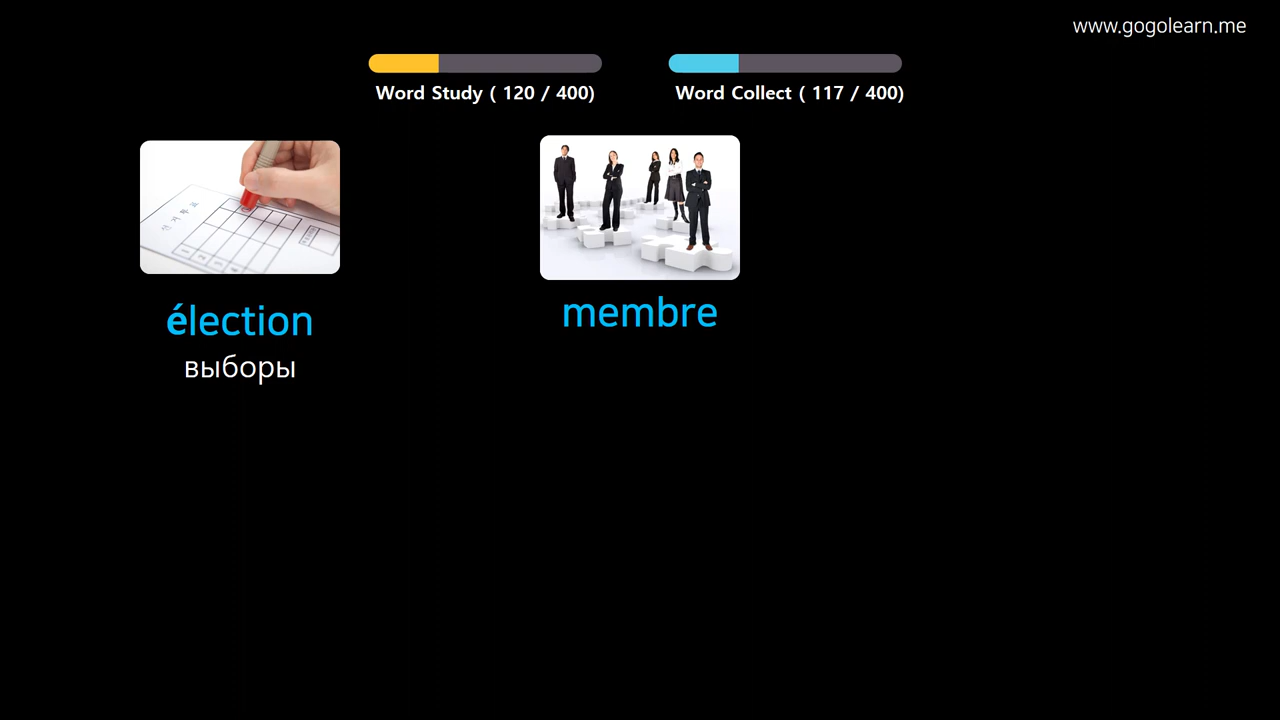 www.gogolearn.me
Word Study ( 120 / 400)
Word Collect ( 117 / 400)
élection
выборы
membre